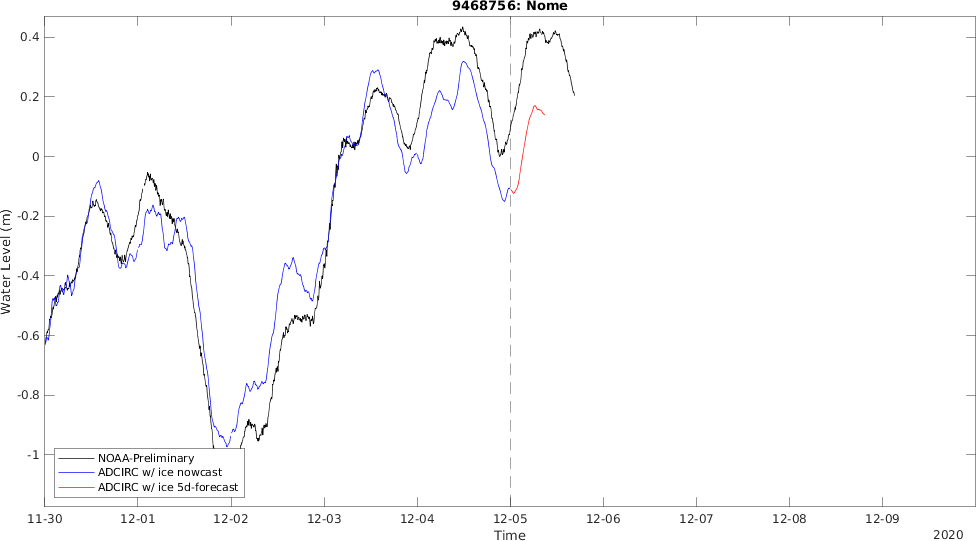 9468756: Nome
0.4
0.2
0
-0.2
-0.4
-0.6
-0.8
-1
Water Level (m)
NOAA-Preliminary
ADCIRC w/ ice nowcast
ADCIRC w/ ice 5d-forecast
11-30 12-01 12-02 12-03 12-04 12-05 12-06 12-07 12-08 12-09
Time
2020